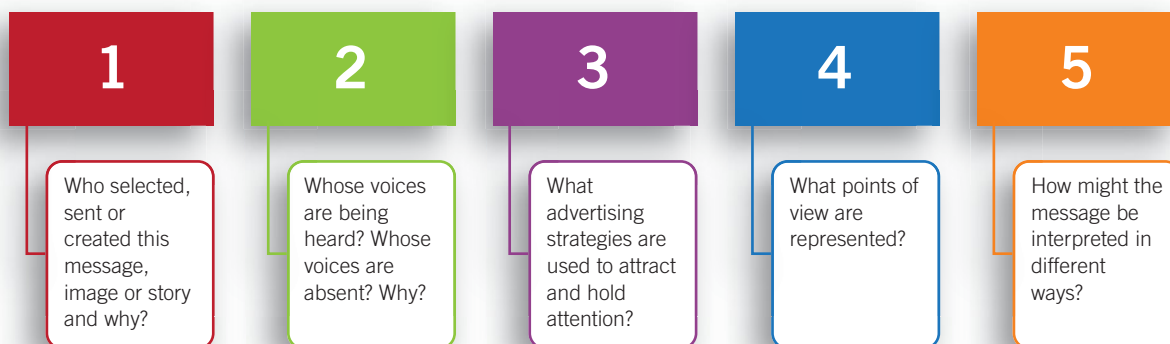 1
Who selected,
sent or
created this
message,
image or story
and why?
2
Whose voices
are being
heard? Whose
voices are
absent? Why?
3
What
advertising
strategies are
used to attract
and hold
attention?
4
What points of
view are
represented?
5
How might the
message be
interpreted in
different
ways?